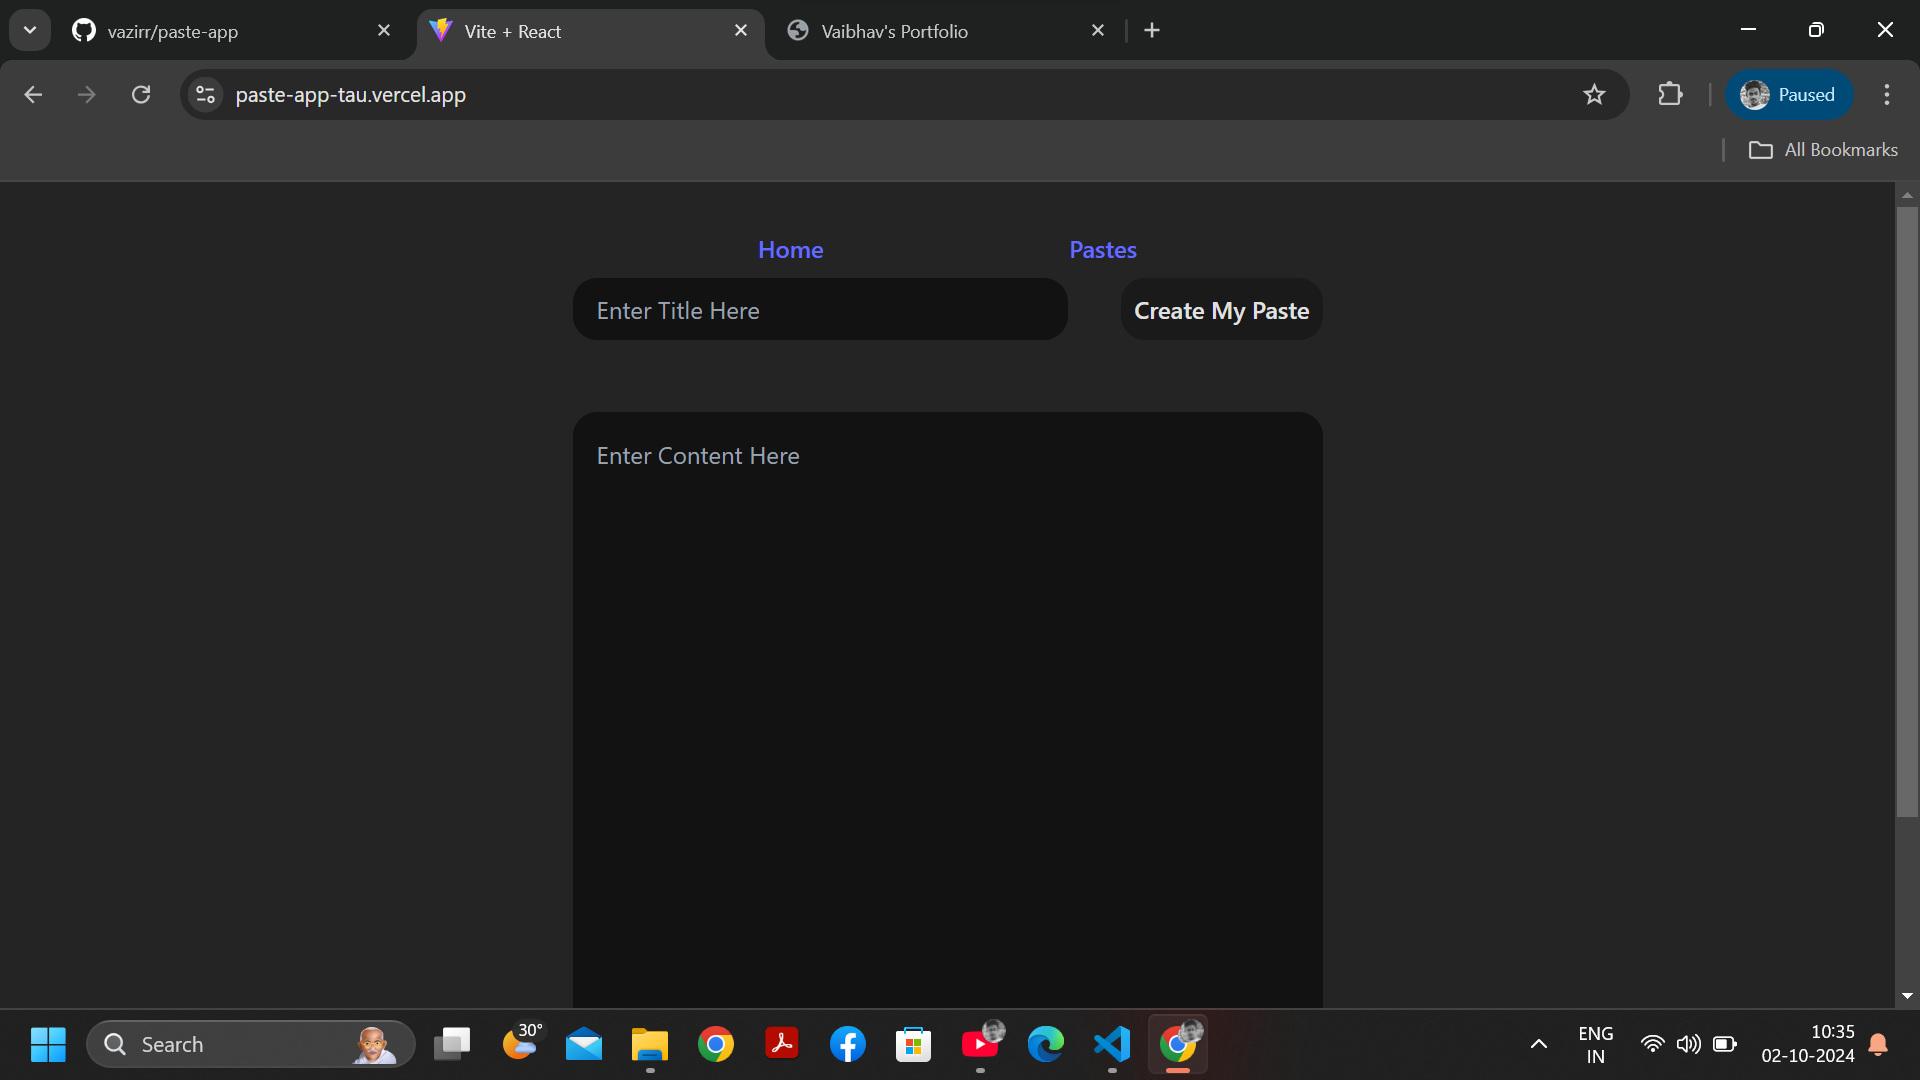 vazirr/paste-app
Vite + React
Vaibhav's Portfolio
paste-app-tau.vercel.app
Paused
All Bookmarks
Home
Pastes
Enter Title Here
Create My Paste
Enter Content Here
Search
30°
ENG
IN
10:35
02-10-2024